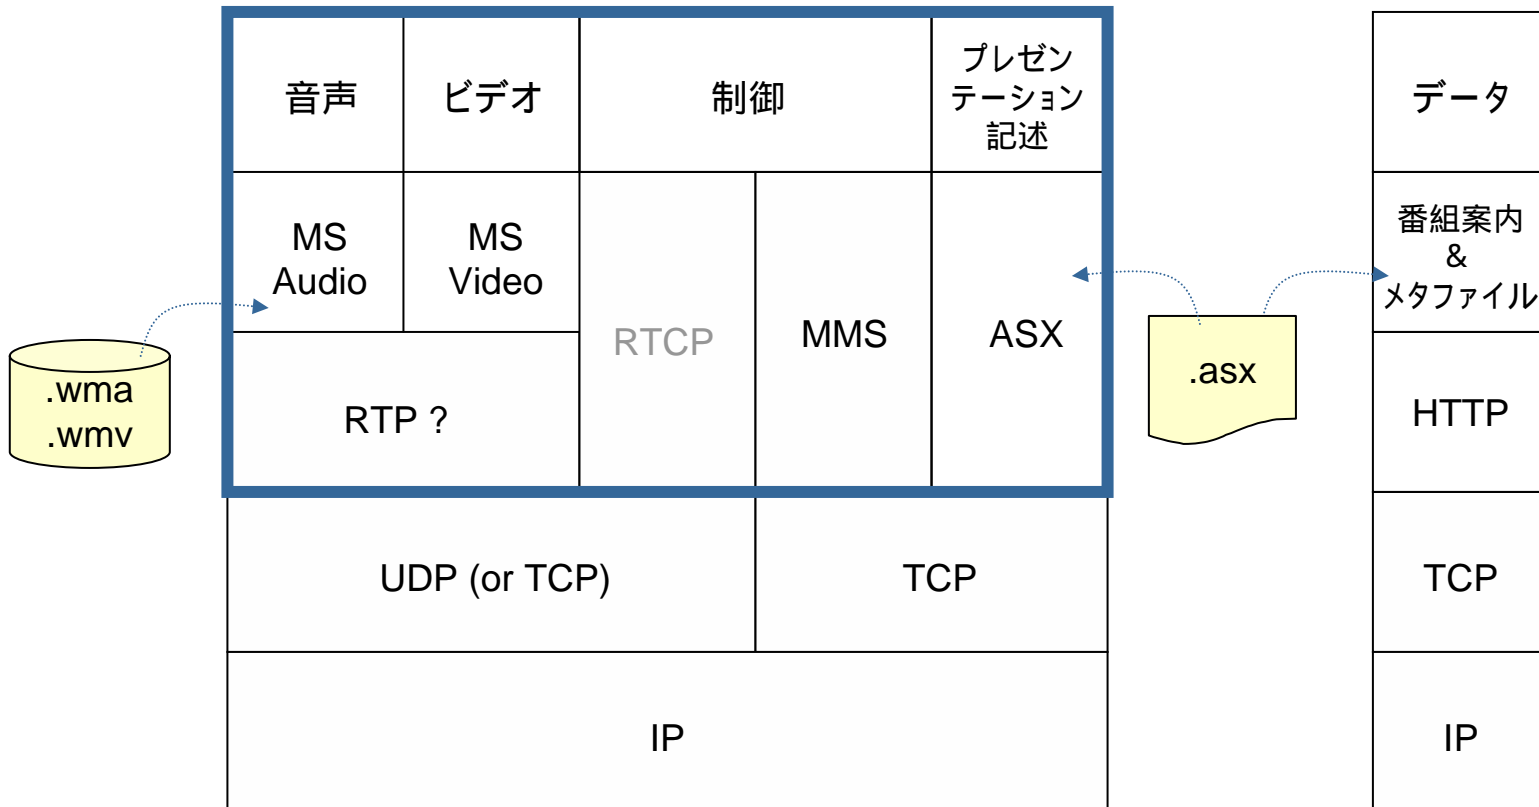 音声
ビデオ
制御
プレゼン
テーション
記述
データ
MS
Audio
MS
Video
RTCP
MMS
ASX
番組案内
&
メタファイル
.wma
.wmv
RTP ?
.asx
HTTP
UDP (or TCP)
TCP
TCP
IP
IP